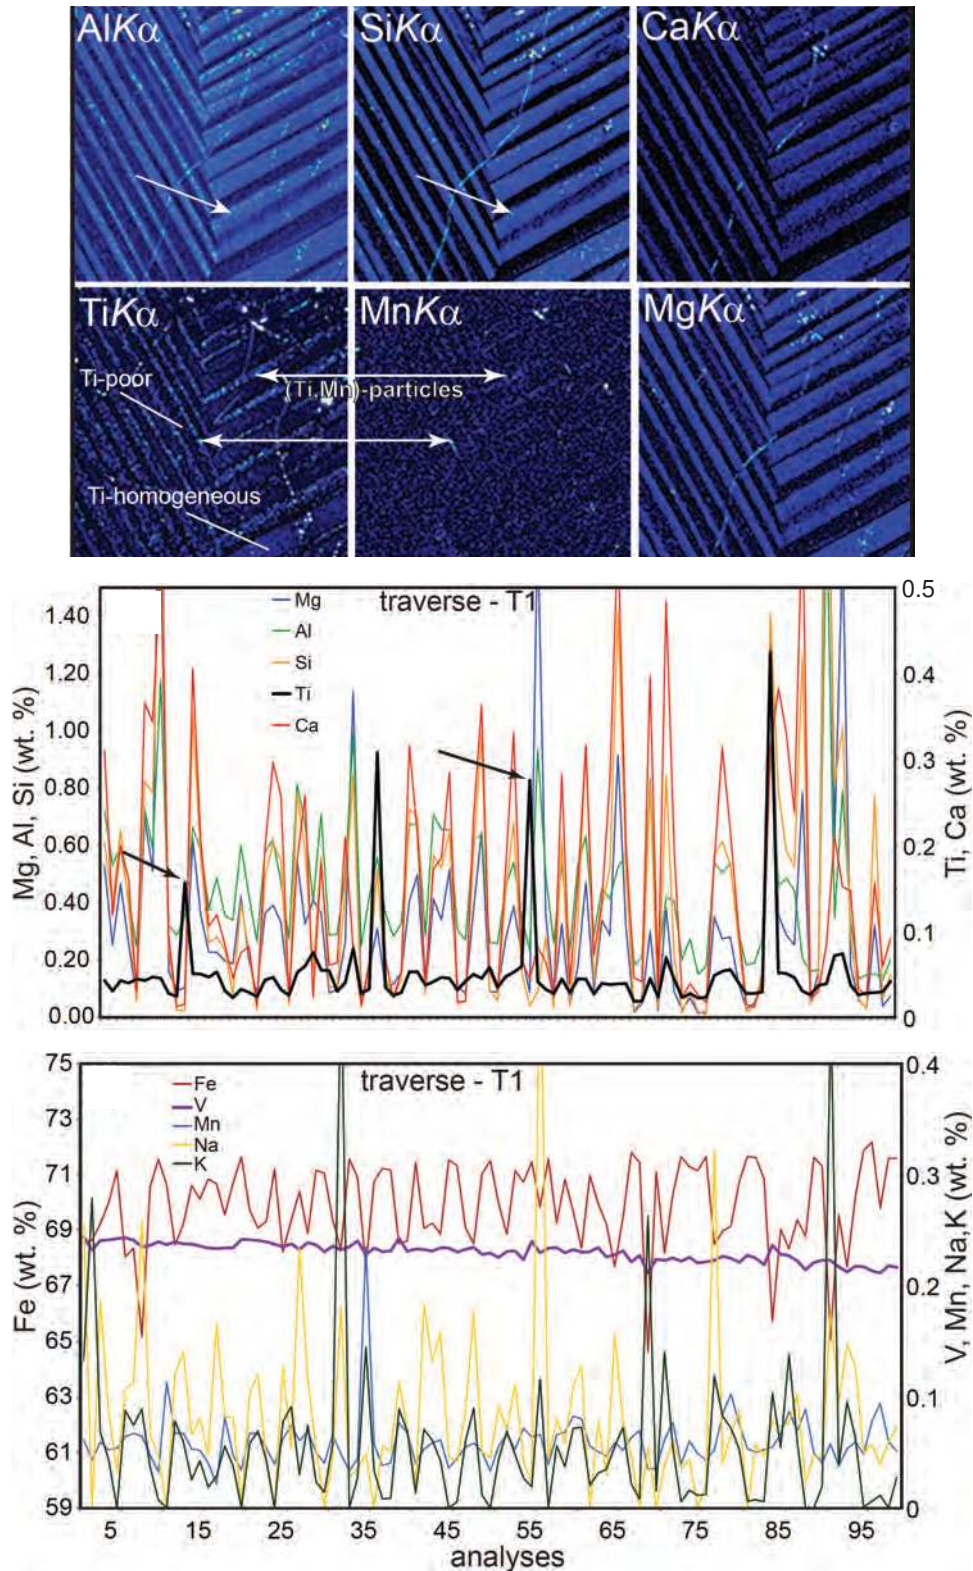 AlKα
SiKα
CaKα
TiKα
MnKα
MgKα
Ti-poor
(Ti,Mn)-particles
Ti-homogeneous
traverse - T1
Mg
Al
Si
Ti
Ca
Mg, Al, Si (wt. %)
1.40
1.20
1.00
0.80
0.60
0.40
0.20
0.00
0.5
0.4
0.3
0.2
0.1
0
Ti, Ca (wt. %)
traverse - T1
Fe
V
Mn
Na
K
Fe (wt. %)
75
73
71
69
67
65
63
61
59
0.4
0.3
0.2
0.1
0
V, Mn, Na,K (wt. %)
5 15 25 35 45 55 65 75 85 95
analyses